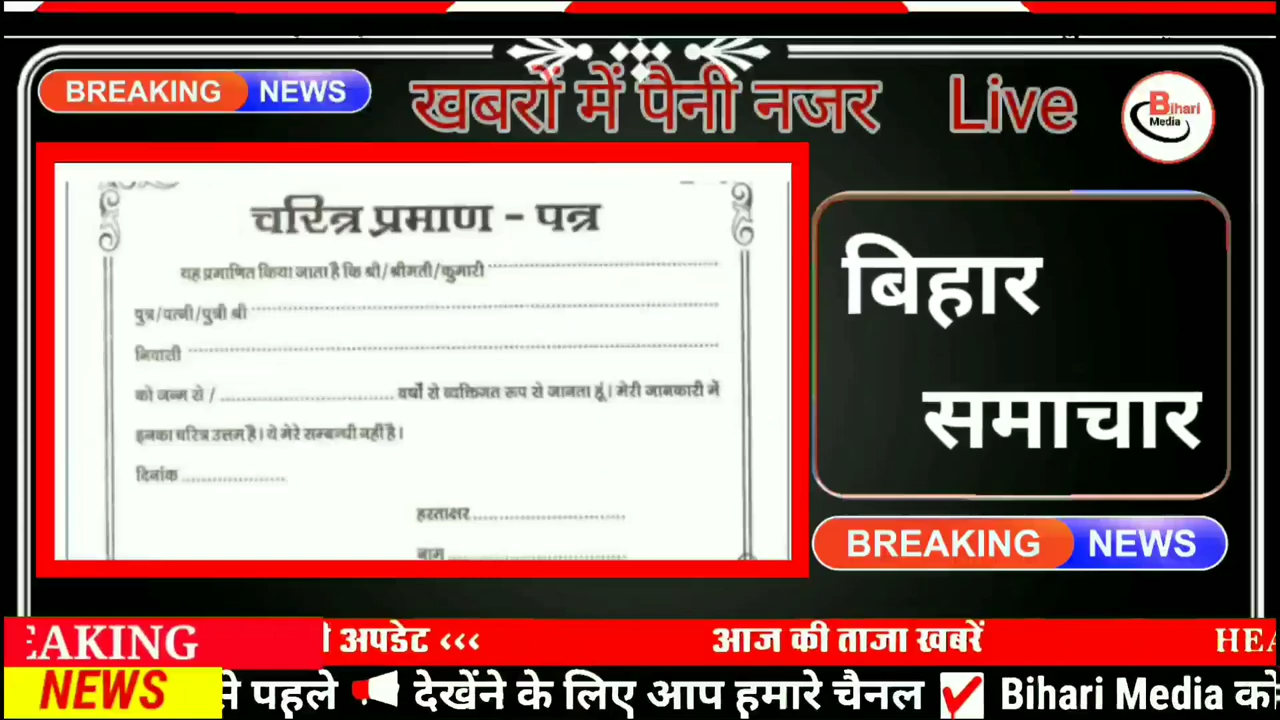 BREAKING NEWS
खबरों में पैनी नजर Live
Bihari
Media
चरित्र प्रमाण - पत्र
यह प्रमाणित किया जाता है कि श्री/श्रीमती/कुमारी
पुत्र/पत्नी/पुत्री श्री
निवासी
को जन्म से / वर्षों से व्यक्तिगत रूप से जानता हूं। मेरी जानकारी में
इनका चरित्र उत्तम है। ये मेरे सम्बन्धी नहीं है।
दिनांक
हस्ताक्षर
नाम
बिहार
समाचार
BREAKING NEWS
EAKING
अपडेट ‹‹‹ आज की ताजा खबरें HEA
NEWS
से पहले देखेंने के लिए आप हमारे चैनल Bihari Media को